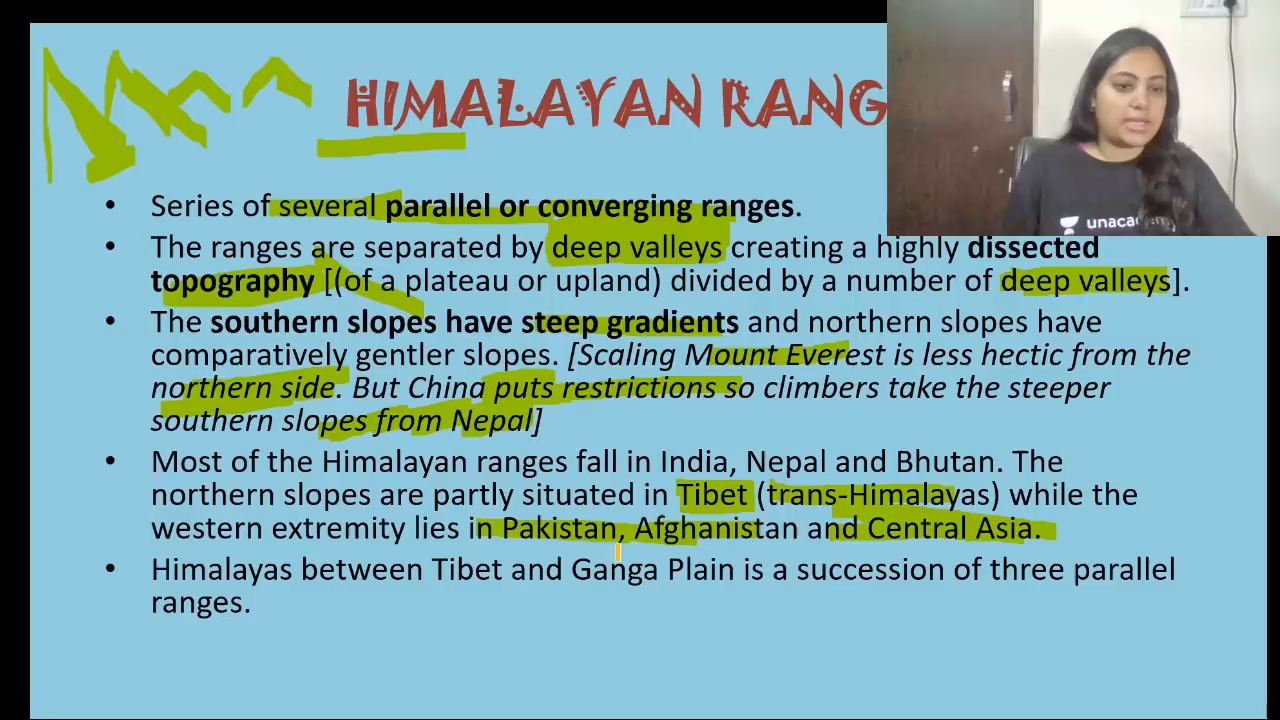 HIMALAYAN RANG
unacad
• Series of several parallel or converging ranges.
• The ranges are separated by deep valleys creating a highly dissected
topography [(of a plateau or upland) divided by a number of deep valleys].
• The southern slopes have steep gradients and northern slopes have
comparatively gentler slopes. [Scaling Mount Everest is less hectic from the
northern side. But China puts restrictions so climbers take the steeper
southern slopes from Nepal]
• Most of the Himalayan ranges fall in India, Nepal and Bhutan. The
northern slopes are partly situated in Tibet (trans-Himalayas) while the
western extremity lies in Pakistan, Afghanistan and Central Asia.
• Himalayas between Tibet and Ganga Plain is a succession of three parallel
ranges.